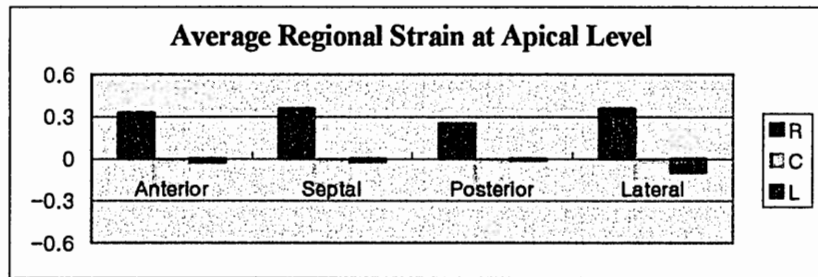 Average Regional Strain at Apical Level
0.6
0.3
0
−0.3
−0.6
Anterior Septal Posterior Lateral
R
C
L